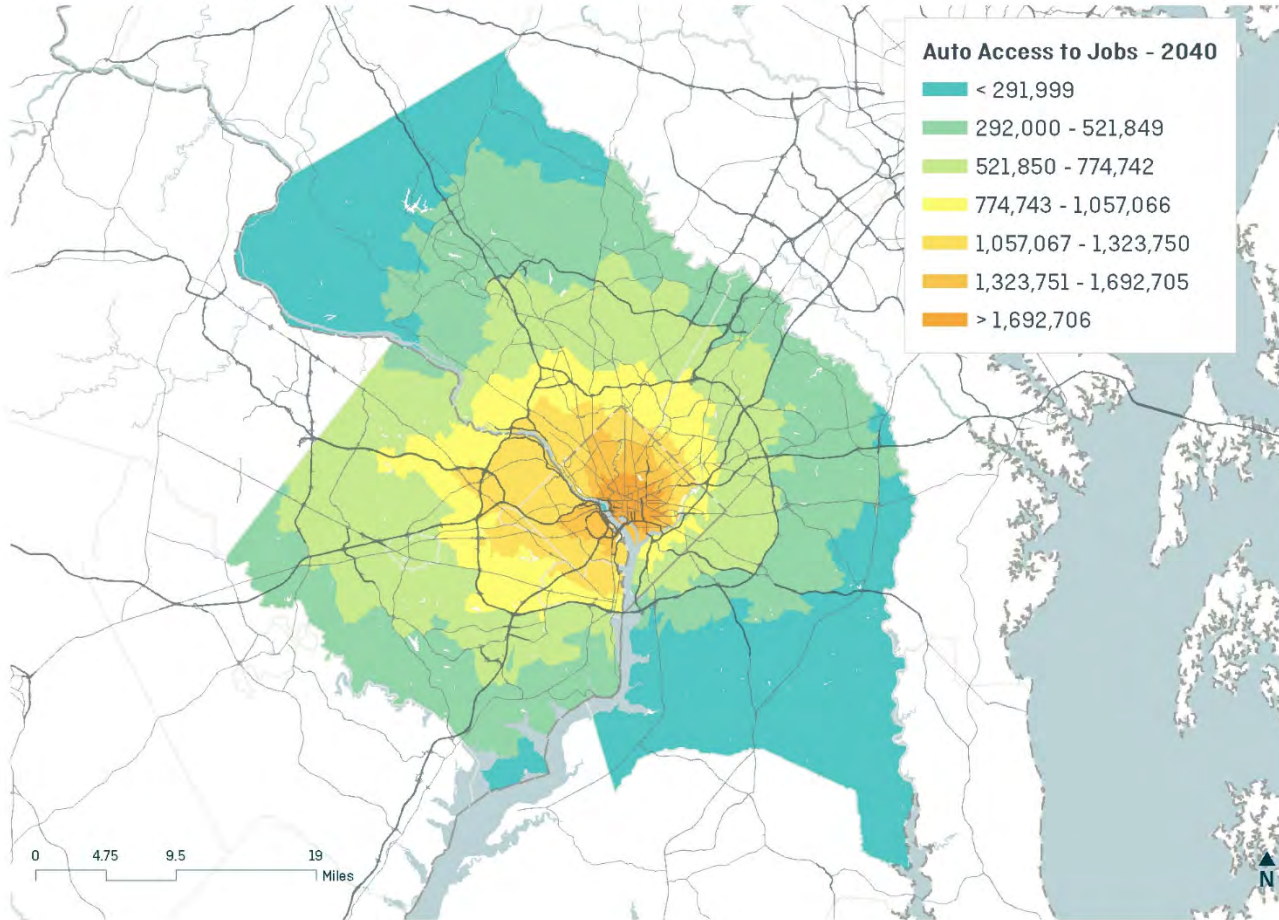 Auto Access to Jobs - 2040
< 291,999
292,000 - 521,849
521,850 - 774,742
774,743 - 1,057,066
1,057,067 - 1,323,750
1,323,751 - 1,692,705
> 1,692,706
0 4.75 9.5 19
Miles
N